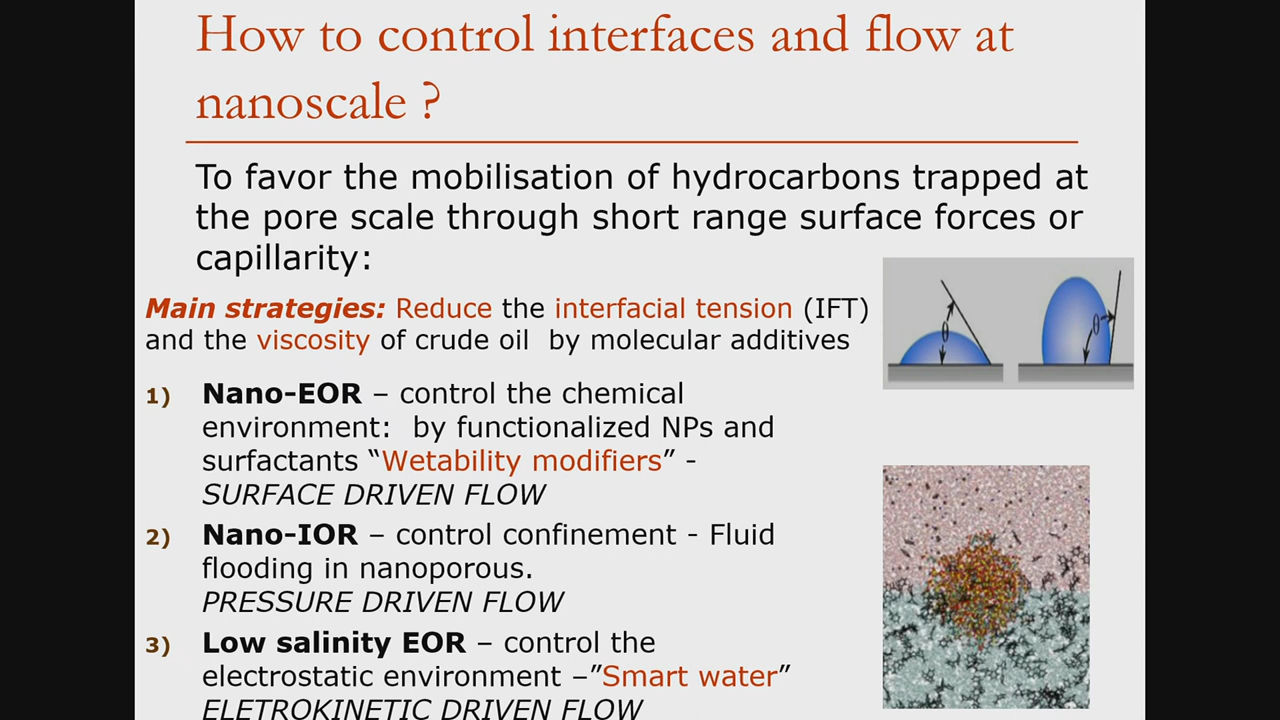 How to control interfaces and flow at
nanoscale ?
To favor the mobilisation of hydrocarbons trapped at
the pore scale through short range surface forces or
capillarity:
Main strategies: Reduce the interfacial tension (IFT)
and the viscosity of crude oil by molecular additives
1) Nano-EOR – control the chemical
environment: by functionalized NPs and
surfactants “Wetability modifiers” -
SURFACE DRIVEN FLOW
2) Nano-IOR – control confinement - Fluid
flooding in nanoporous.
PRESSURE DRIVEN FLOW
3) Low salinity EOR – control the
electrostatic environment –”Smart water”
ELETROKINETIC DRIVEN FLOW
θ
θ